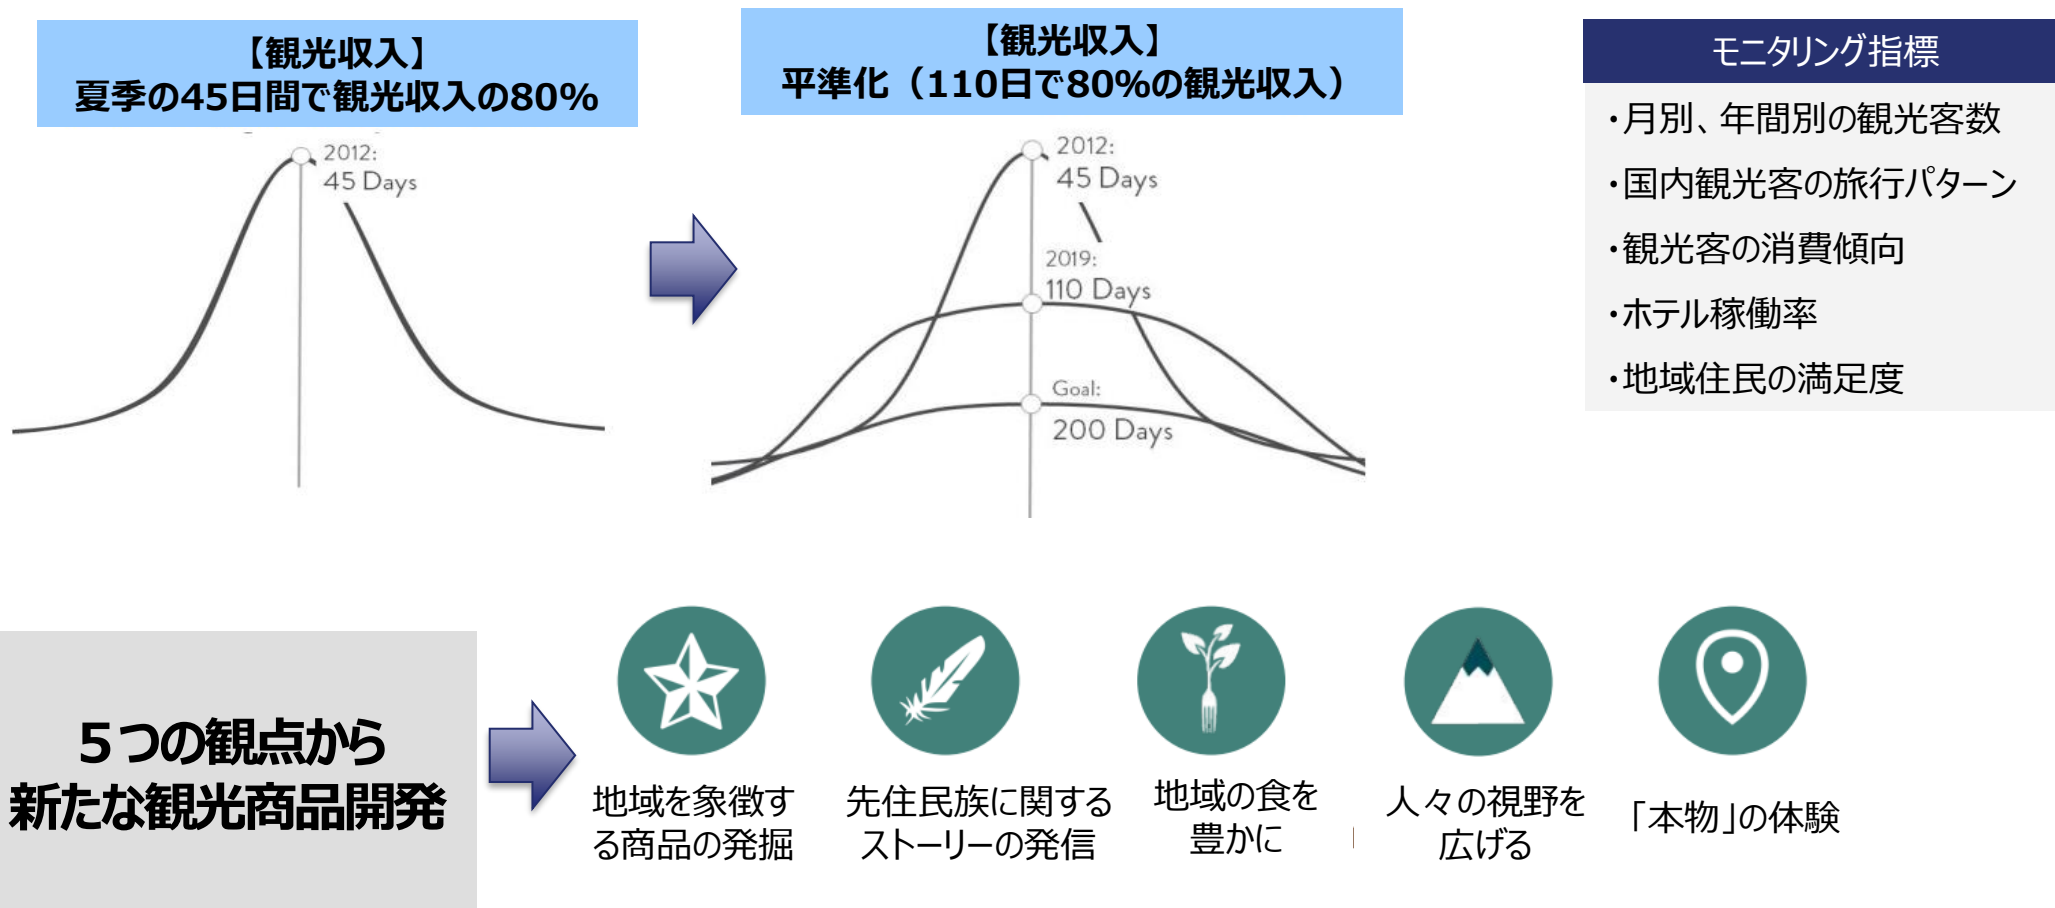 【観光収入】
夏季の45日間で観光収入の80%
2012:
45 Days
【観光収入】
平準化（110日で80%の観光収入）
2012:
45 Days
2019:
110 Days
Goal:
200 Days
モニタリング指標
・月別、年間別の観光客数
・国内観光客の旅行パターン
・観光客の消費傾向
・ホテル稼働率
・地域住民の満足度
５つの観点から
新たな観光商品開発
地域を象徴す
る商品の発掘
先住民族に関する
ストーリーの発信
地域の食を
豊かに
人々の視野を
広げる
「本物」の体験